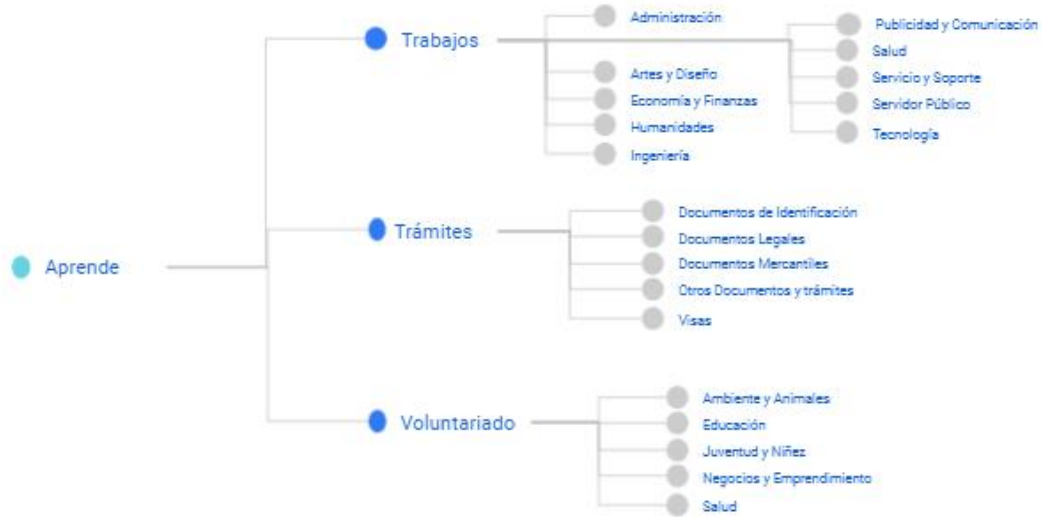 Aprende
Trabajos
Administración
Artes y Diseño
Economía y Finanzas
Humanidades
Ingeniería
Publicidad y Comunicación
Salud
Servicio y Soporte
Servidor Público
Tecnología
Trámites
Documentos de Identificación
Documentos Legales
Documentos Mercantiles
Otros Documentos y trámites
Visas
Voluntariado
Ambiente y Animales
Educación
Juventud y Niñez
Negocios y Emprendimiento
Salud